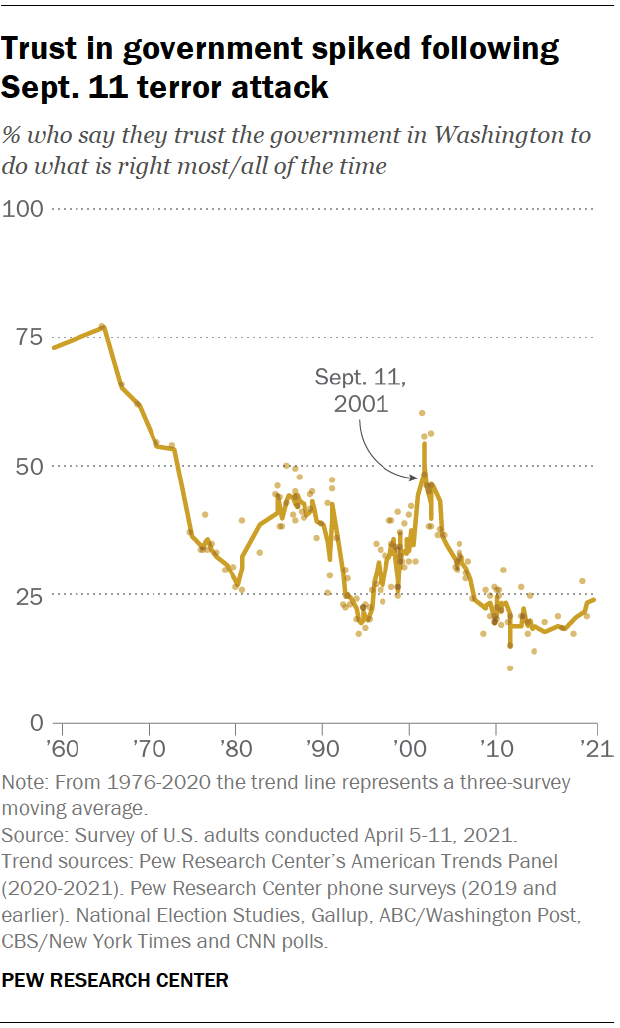 Trust in government spiked following
Sept. 11 terror attack
% who say they trust the government in Washington to
do what is right most/all of the time
100
75
Sept. 11,
2001
50
25
0
’60 ’70 ’80 ’90 ’00 ’10 ’21
Note: From 1976-2020 the trend line represents a three-survey
moving average.
Source: Survey of U.S. adults conducted April 5-11, 2021.
Trend sources: Pew Research Center’s American Trends Panel
(2020-2021). Pew Research Center phone surveys (2019 and
earlier). National Election Studies, Gallup, ABC/Washington Post,
CBS/New York Times and CNN polls.
PEW RESEARCH CENTER